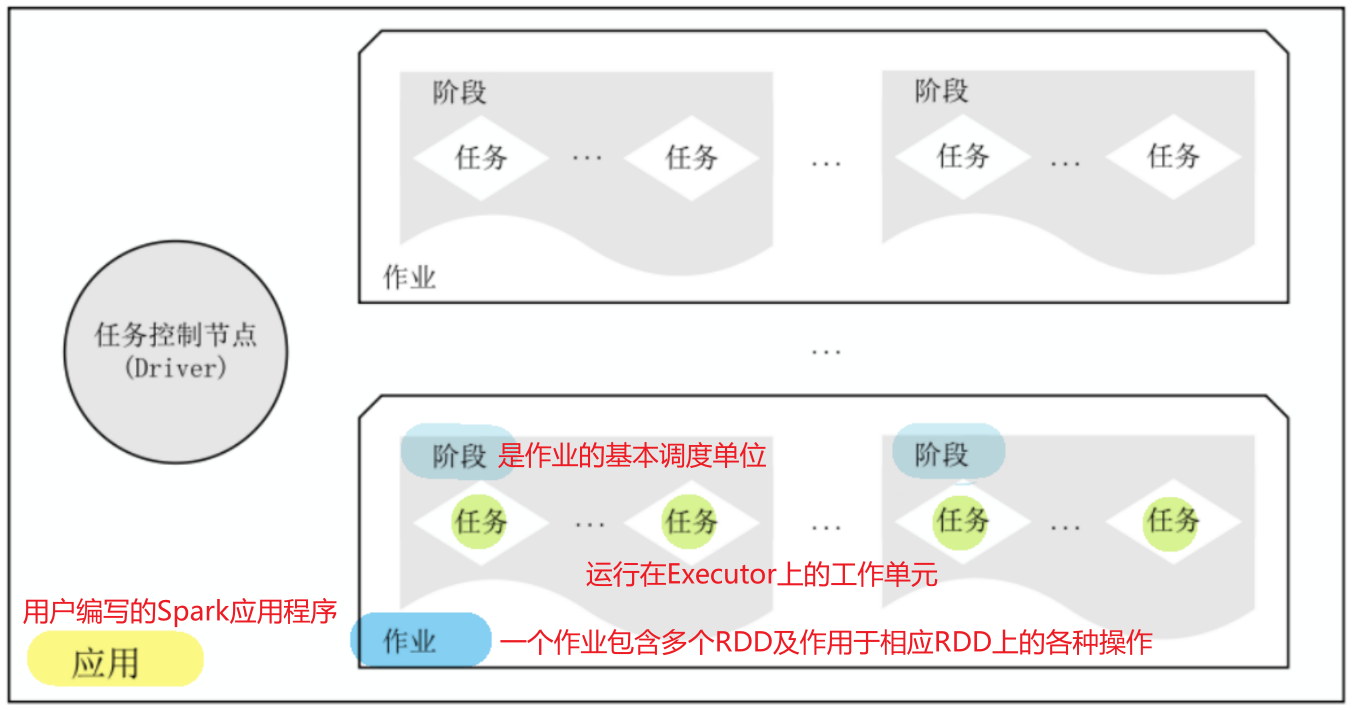 阶段
阶段
任务 ... 任务 ... 任务 ... 任务
作业
任务控制节点
(Driver)
...
阶段 是作业的基本调度单位
阶段
任务 ... 任务 ... 任务 ... 任务
运行在Executor上的工作单元
用户编写的Spark应用程序
作业 一个作业包含多个RDD及作用于相应RDD上的各种操作
应用